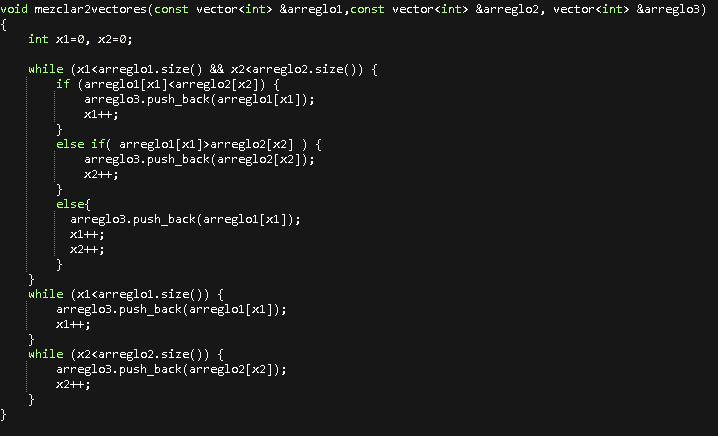 void mezclar2vectores(const vector<int> &arreglo1,const vector<int> &arreglo2, vector<int> &arreglo3)
{
    int x1=0, x2=0;

    while (x1<arreglo1.size() && x2<arreglo2.size()) {
        if (arreglo1[x1]<arreglo2[x2]) {
            arreglo3.push_back(arreglo1[x1]);
            x1++;
        }
        else if( arreglo1[x1]>arreglo2[x2] ) {
            arreglo3.push_back(arreglo2[x2]);
            x2++;
        }
        else{
          arreglo3.push_back(arreglo1[x1]);
          x1++;
          x2++;
        }
    }
    while (x1<arreglo1.size()) {
        arreglo3.push_back(arreglo1[x1]);
        x1++;
    }
    while (x2<arreglo2.size()) {
        arreglo3.push_back(arreglo2[x2]);
        x2++;
    }
}